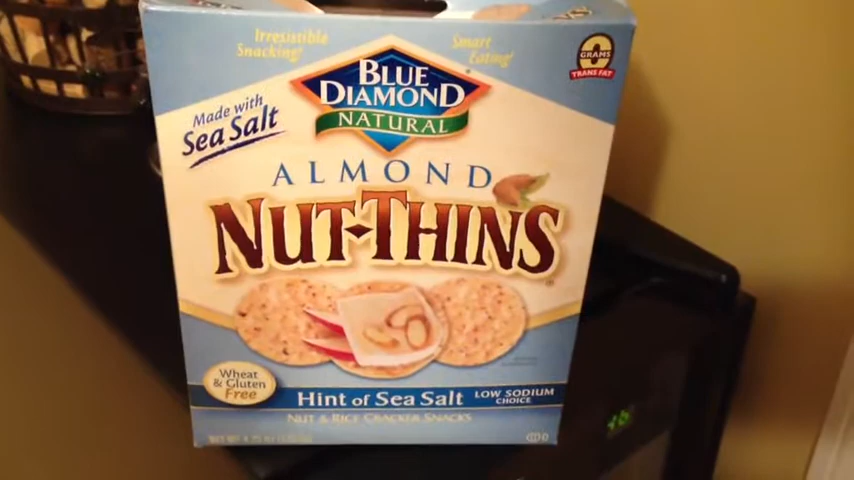 Irresistible
Snacking!
Smart
Eating!
0
GRAMS
TRANS FAT
BLUE
DIAMOND
NATURAL
Made with
Sea Salt
ALMOND
NUT-THINS
Wheat
& Gluten
Free
Hint of Sea Salt
LOW SODIUM
CHOICE
NUT & RICE CRACKER SNACKS